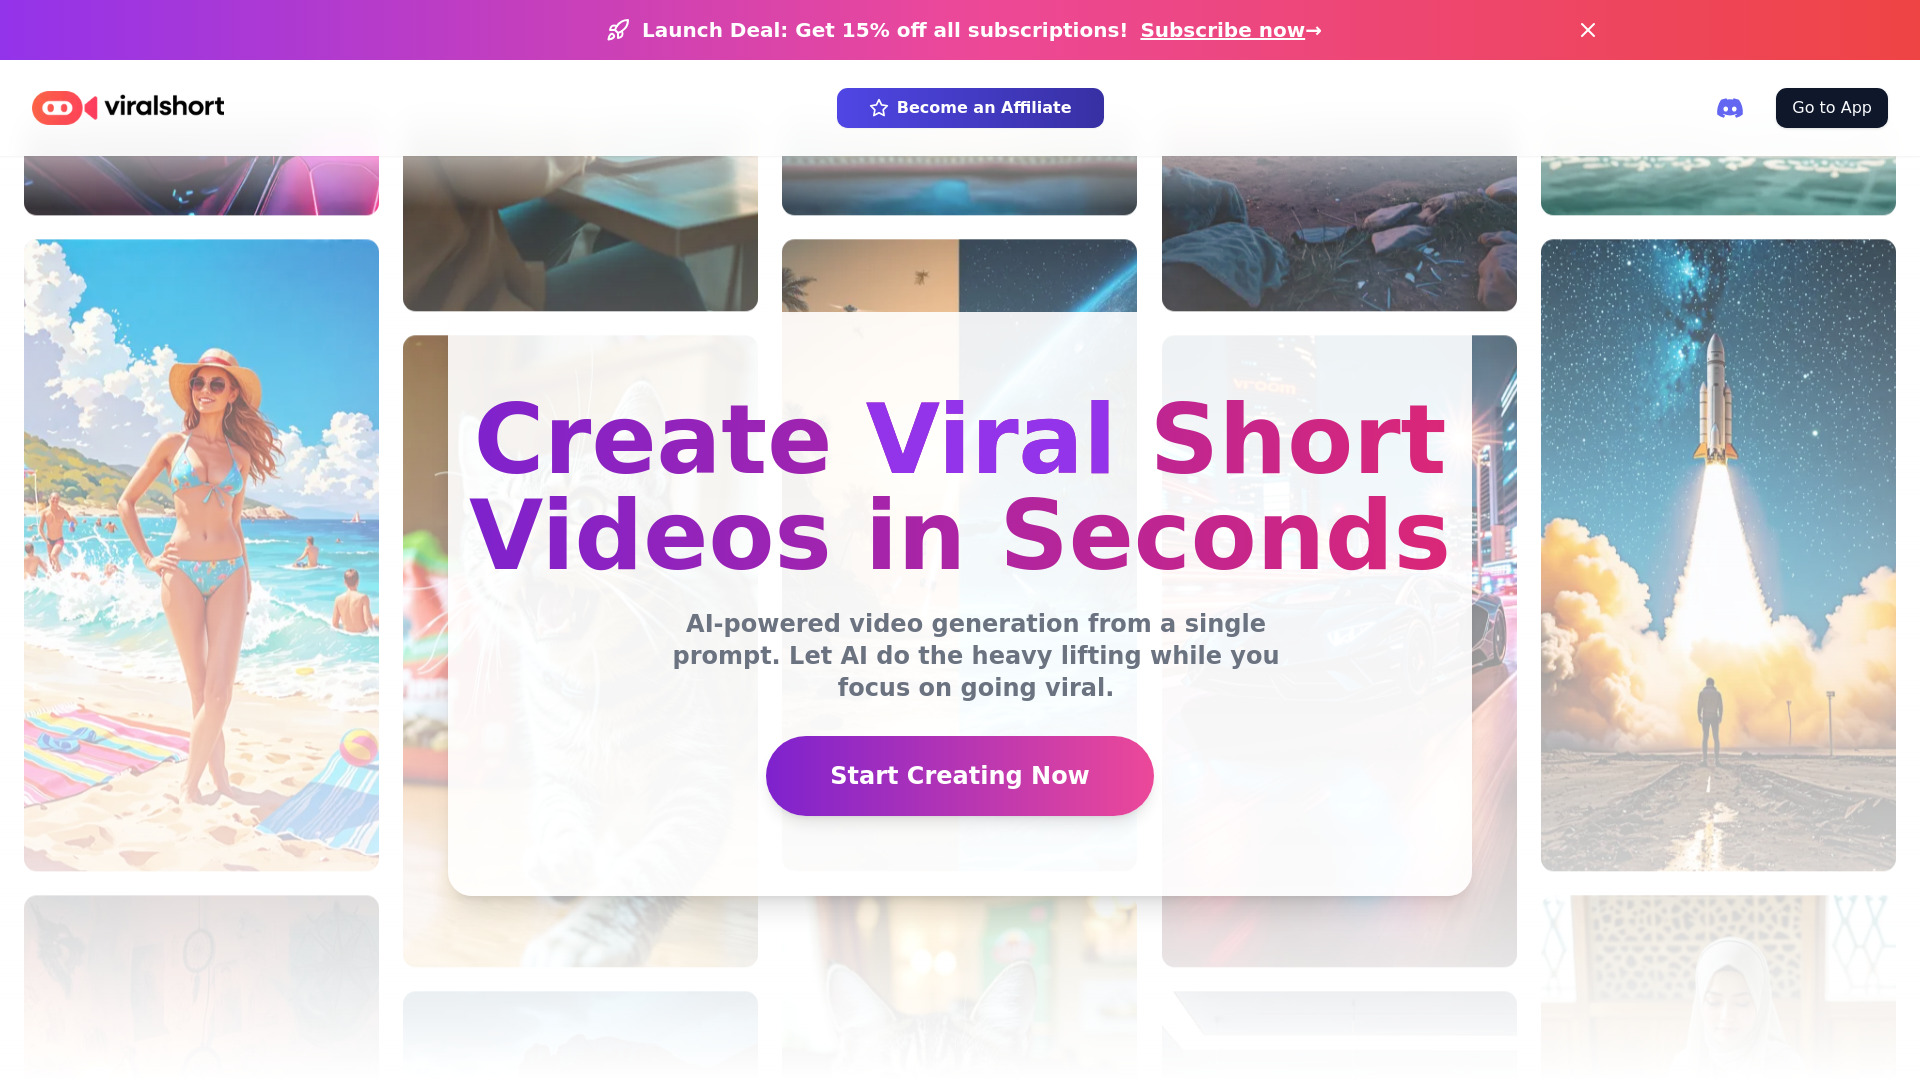 Launch Deal: Get 15% off all subscriptions! Subscribe now→
viralshort
Become an Affiliate
Go to App
vroom
Create Viral Short
Videos in Seconds
AI-powered video generation from a single
prompt. Let AI do the heavy lifting while you
focus on going viral.
Start Creating Now